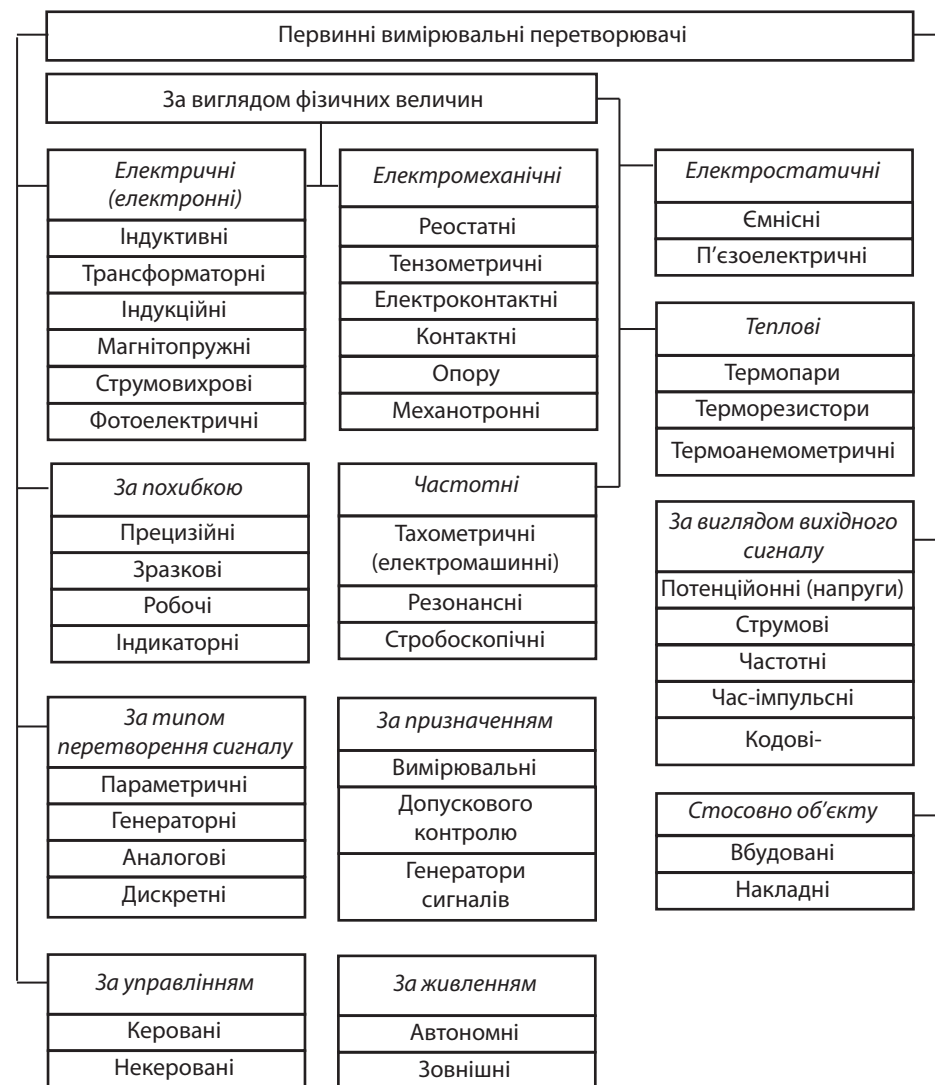 Первинні вимірювальні перетворювачі
За виглядом фізичних величин
Електричні
(електронні)
Індуктивні
Трансформаторні
Індукційні
Магнітопружні
Струмовихрові
Фотоелектричні
Електромеханічні
Реостатні
Тензометричні
Електроконтактні
Контактні
Опору
Механотронні
Електростатичні
Ємнісні
П’єзоелектричні
Теплові
Термопари
Терморезистори
Термоанемометричні
За похибкою
Прецизійні
Зразкові
Робочі
Індикаторні
Частотні
Тахометричні
(електромашинні)
Резонансні
Стробоскопічні
За виглядом вихідного
сигналу
Потенційонні (напруги)
Струмові
Частотні
Час-імпульсні
Кодові-
За типом
перетворення сигналу
Параметричні
Генераторні
Аналогові
Дискретні
За призначенням
Вимірювальні
Допускового
контролю
Генератори
сигналів
Стосовно об’єкту
Вбудовані
Накладні
За управлінням
Керовані
Некеровані
За живленням
Автономні
Зовнішні